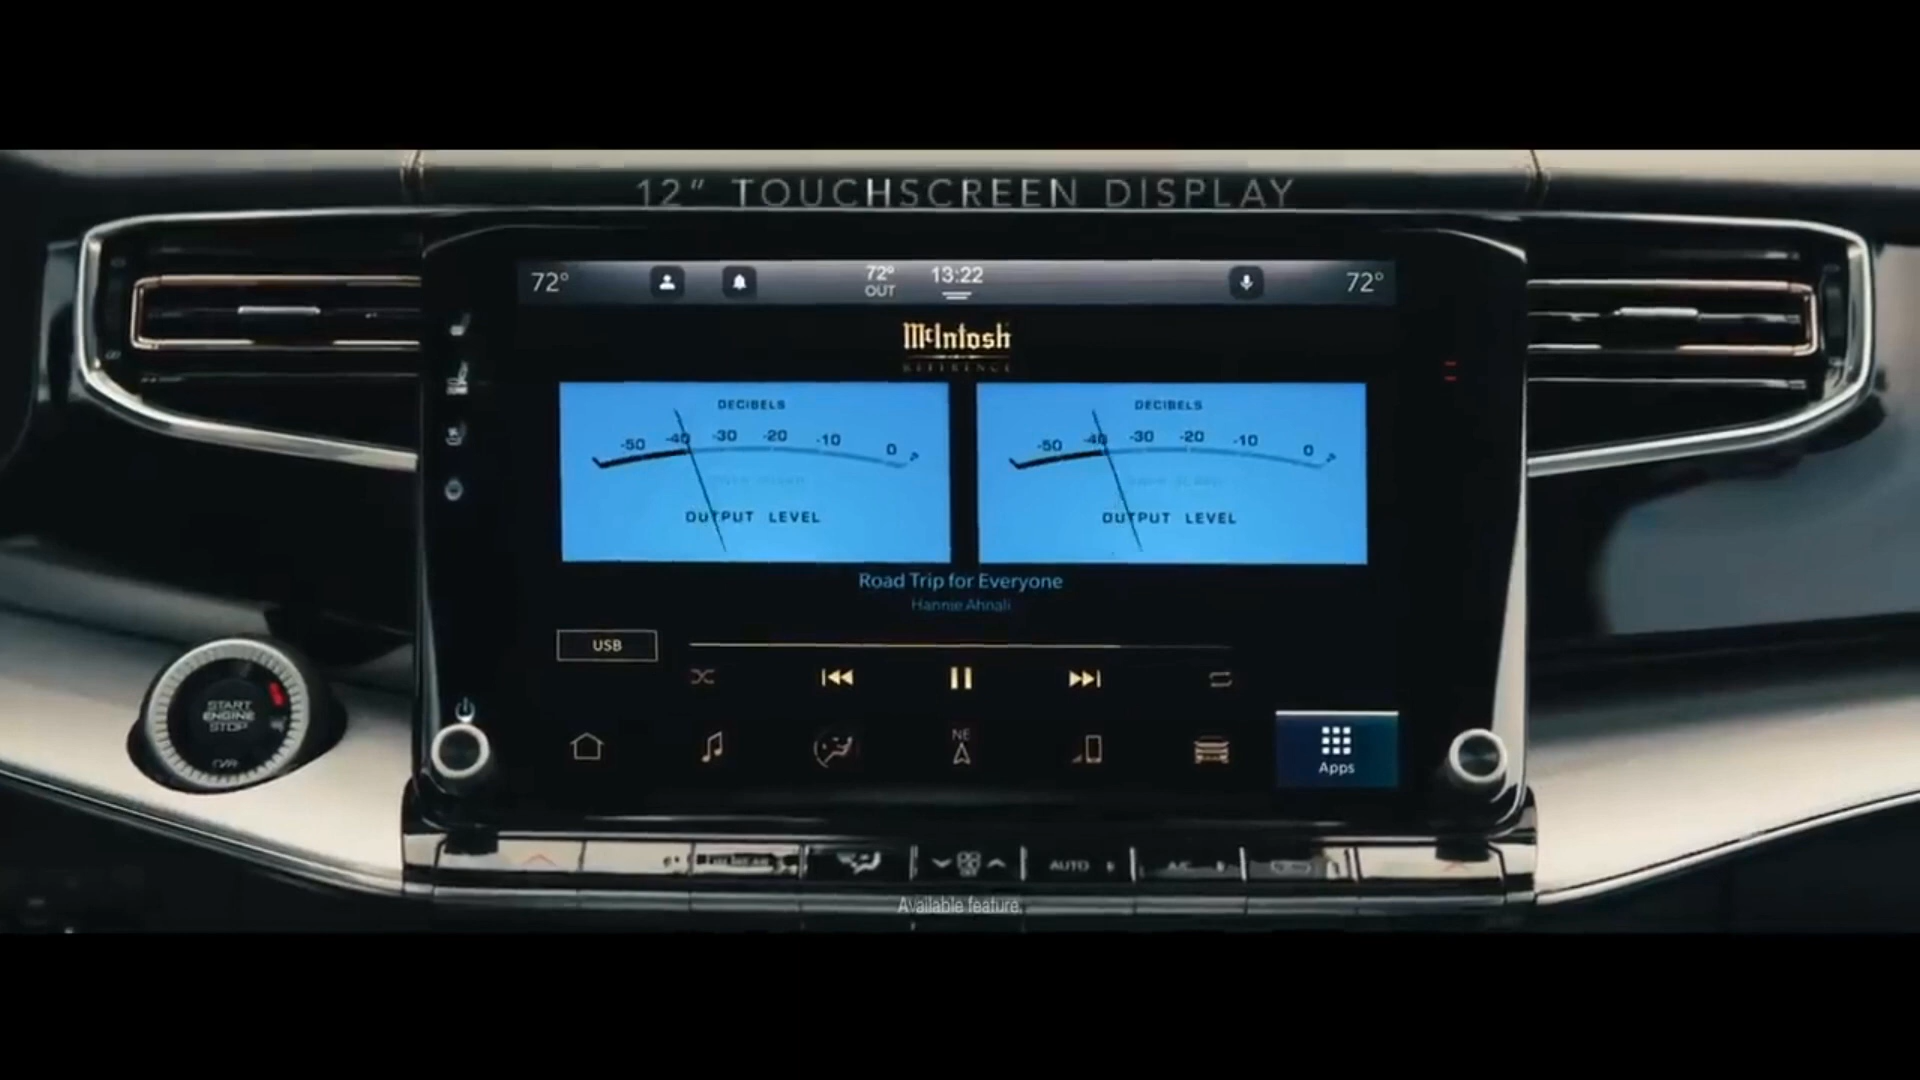 12" TOUCHSCREEN DISPLAY
72°
72°
OUT
13:22
72°
McIntosh
REFERENCE
DECIBELS
-50 -40 -30 -20 -10 0
OUTPUT LEVEL
DECIBELS
-50 -40 -30 -20 -10 0
OUTPUT LEVEL
Road Trip for Everyone
Hannie Ahnali
USB
START
ENGINE
STOP
NE
Apps
AUTO
A/C
Available feature.